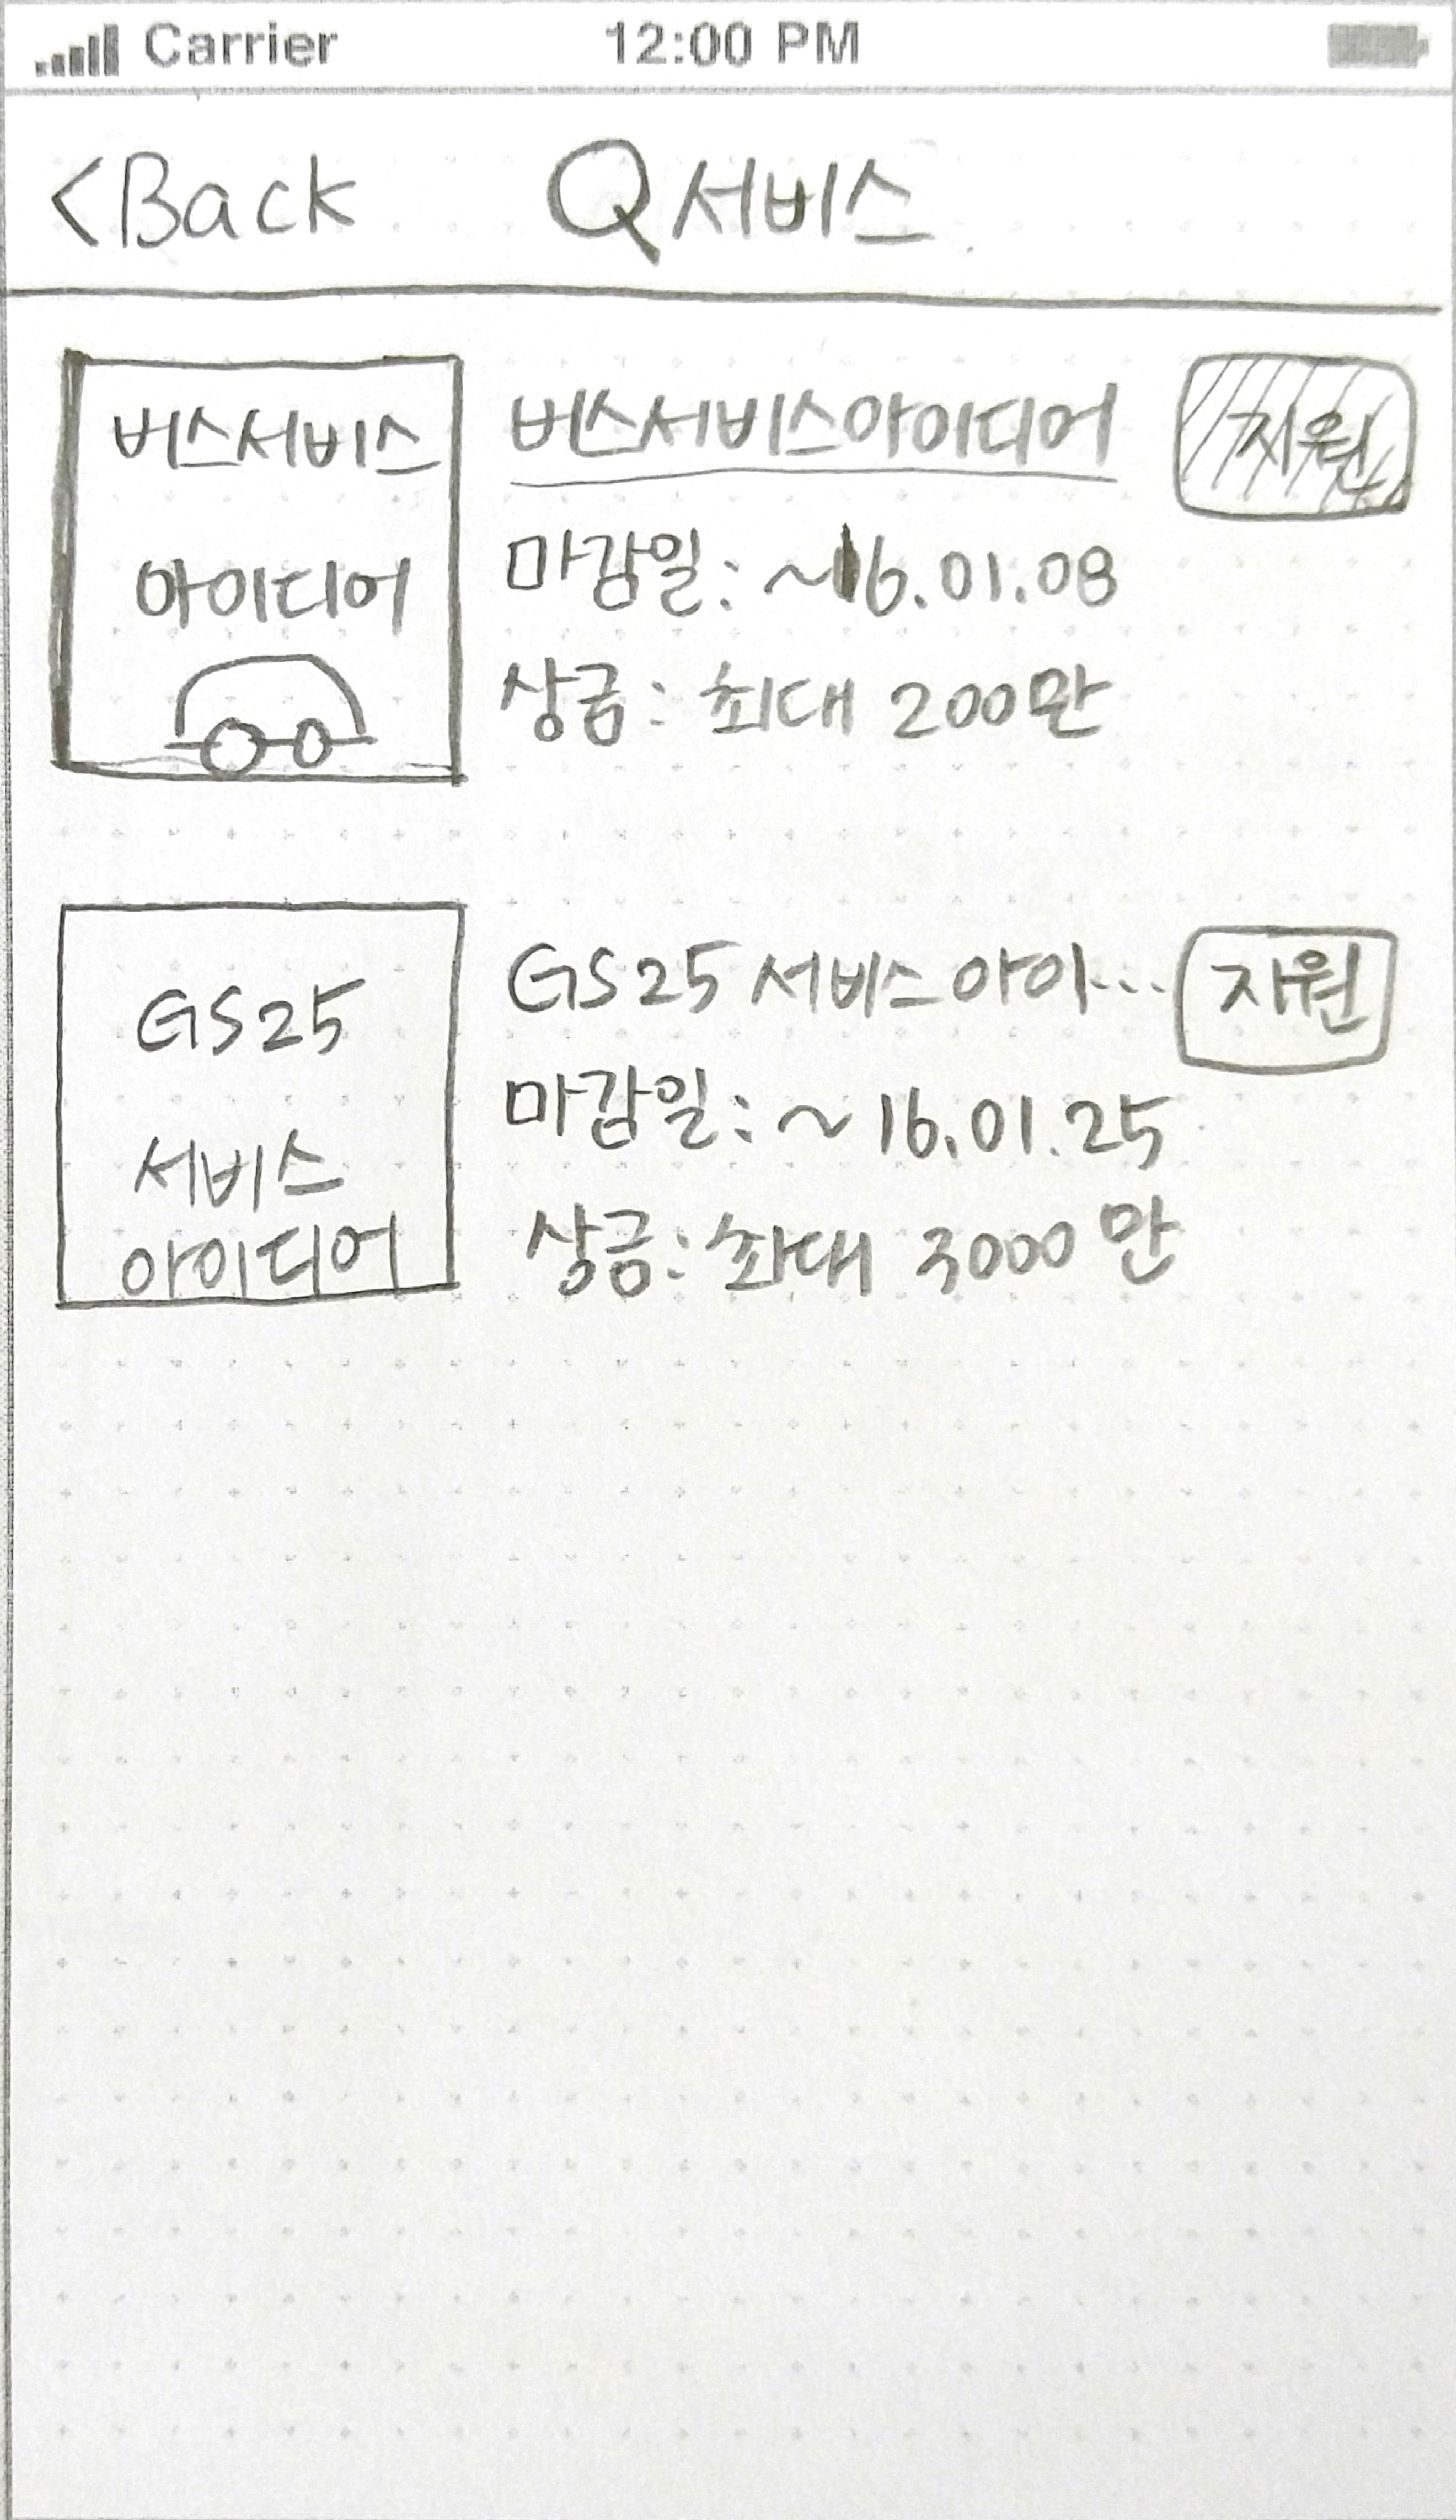 Carrier 12:00 PM
<Back Q서비스
버스서비스
아이디어
버스서비스아이디어 지원
마감일: ~16.01.08
상금: 최대 200만
GS25
서비스
아이디어
GS25 서비스 아이... 지원
마감일: ~16.01.25
상금: 최대 3000만